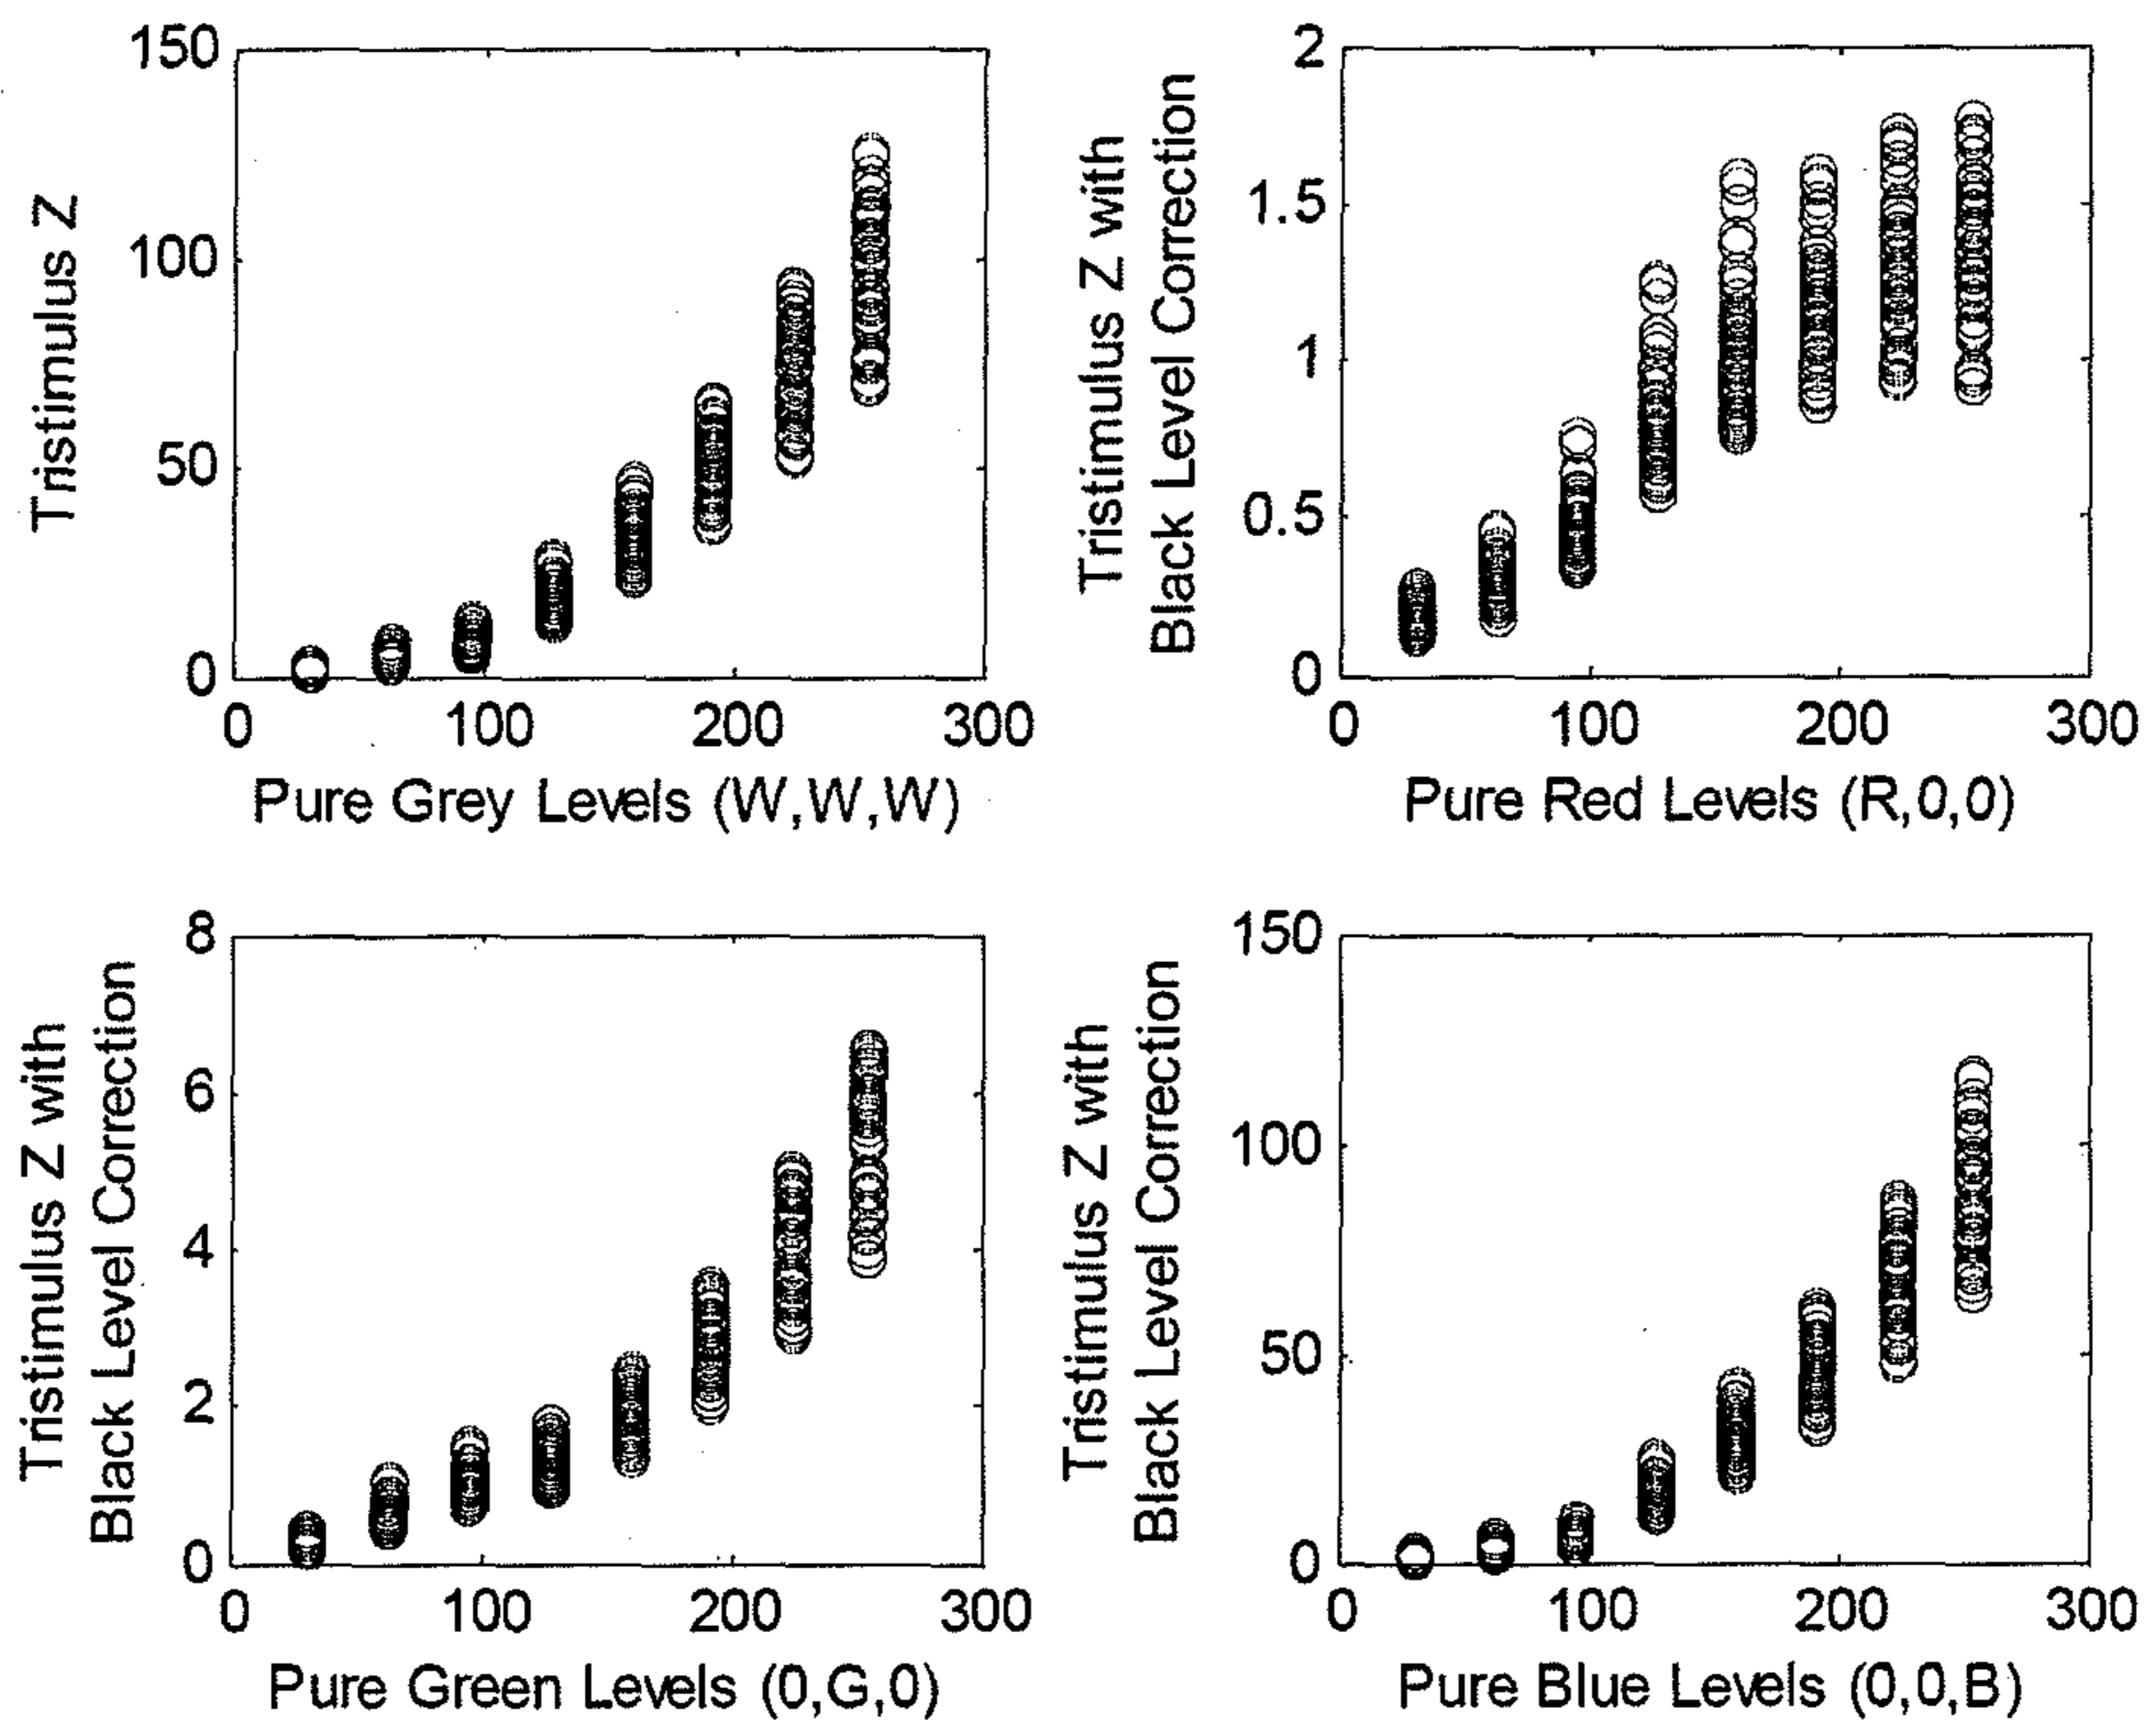 150
100
50
0
Tristimulus Z
0 100 200 300
Pure Grey Levels (W,W,W)
2
1.5
1
0.5
0
Tristimulus Z with
Black Level Correction
0 100 200 300
Pure Red Levels (R,0,0)
8
6
4
2
0
Tristimulus Z with
Black Level Correction
0 100 200 300
Pure Green Levels (0,G,0)
150
100
50
0
Tristimulus Z with
Black Level Correction
0 100 200 300
Pure Blue Levels (0,0,B)